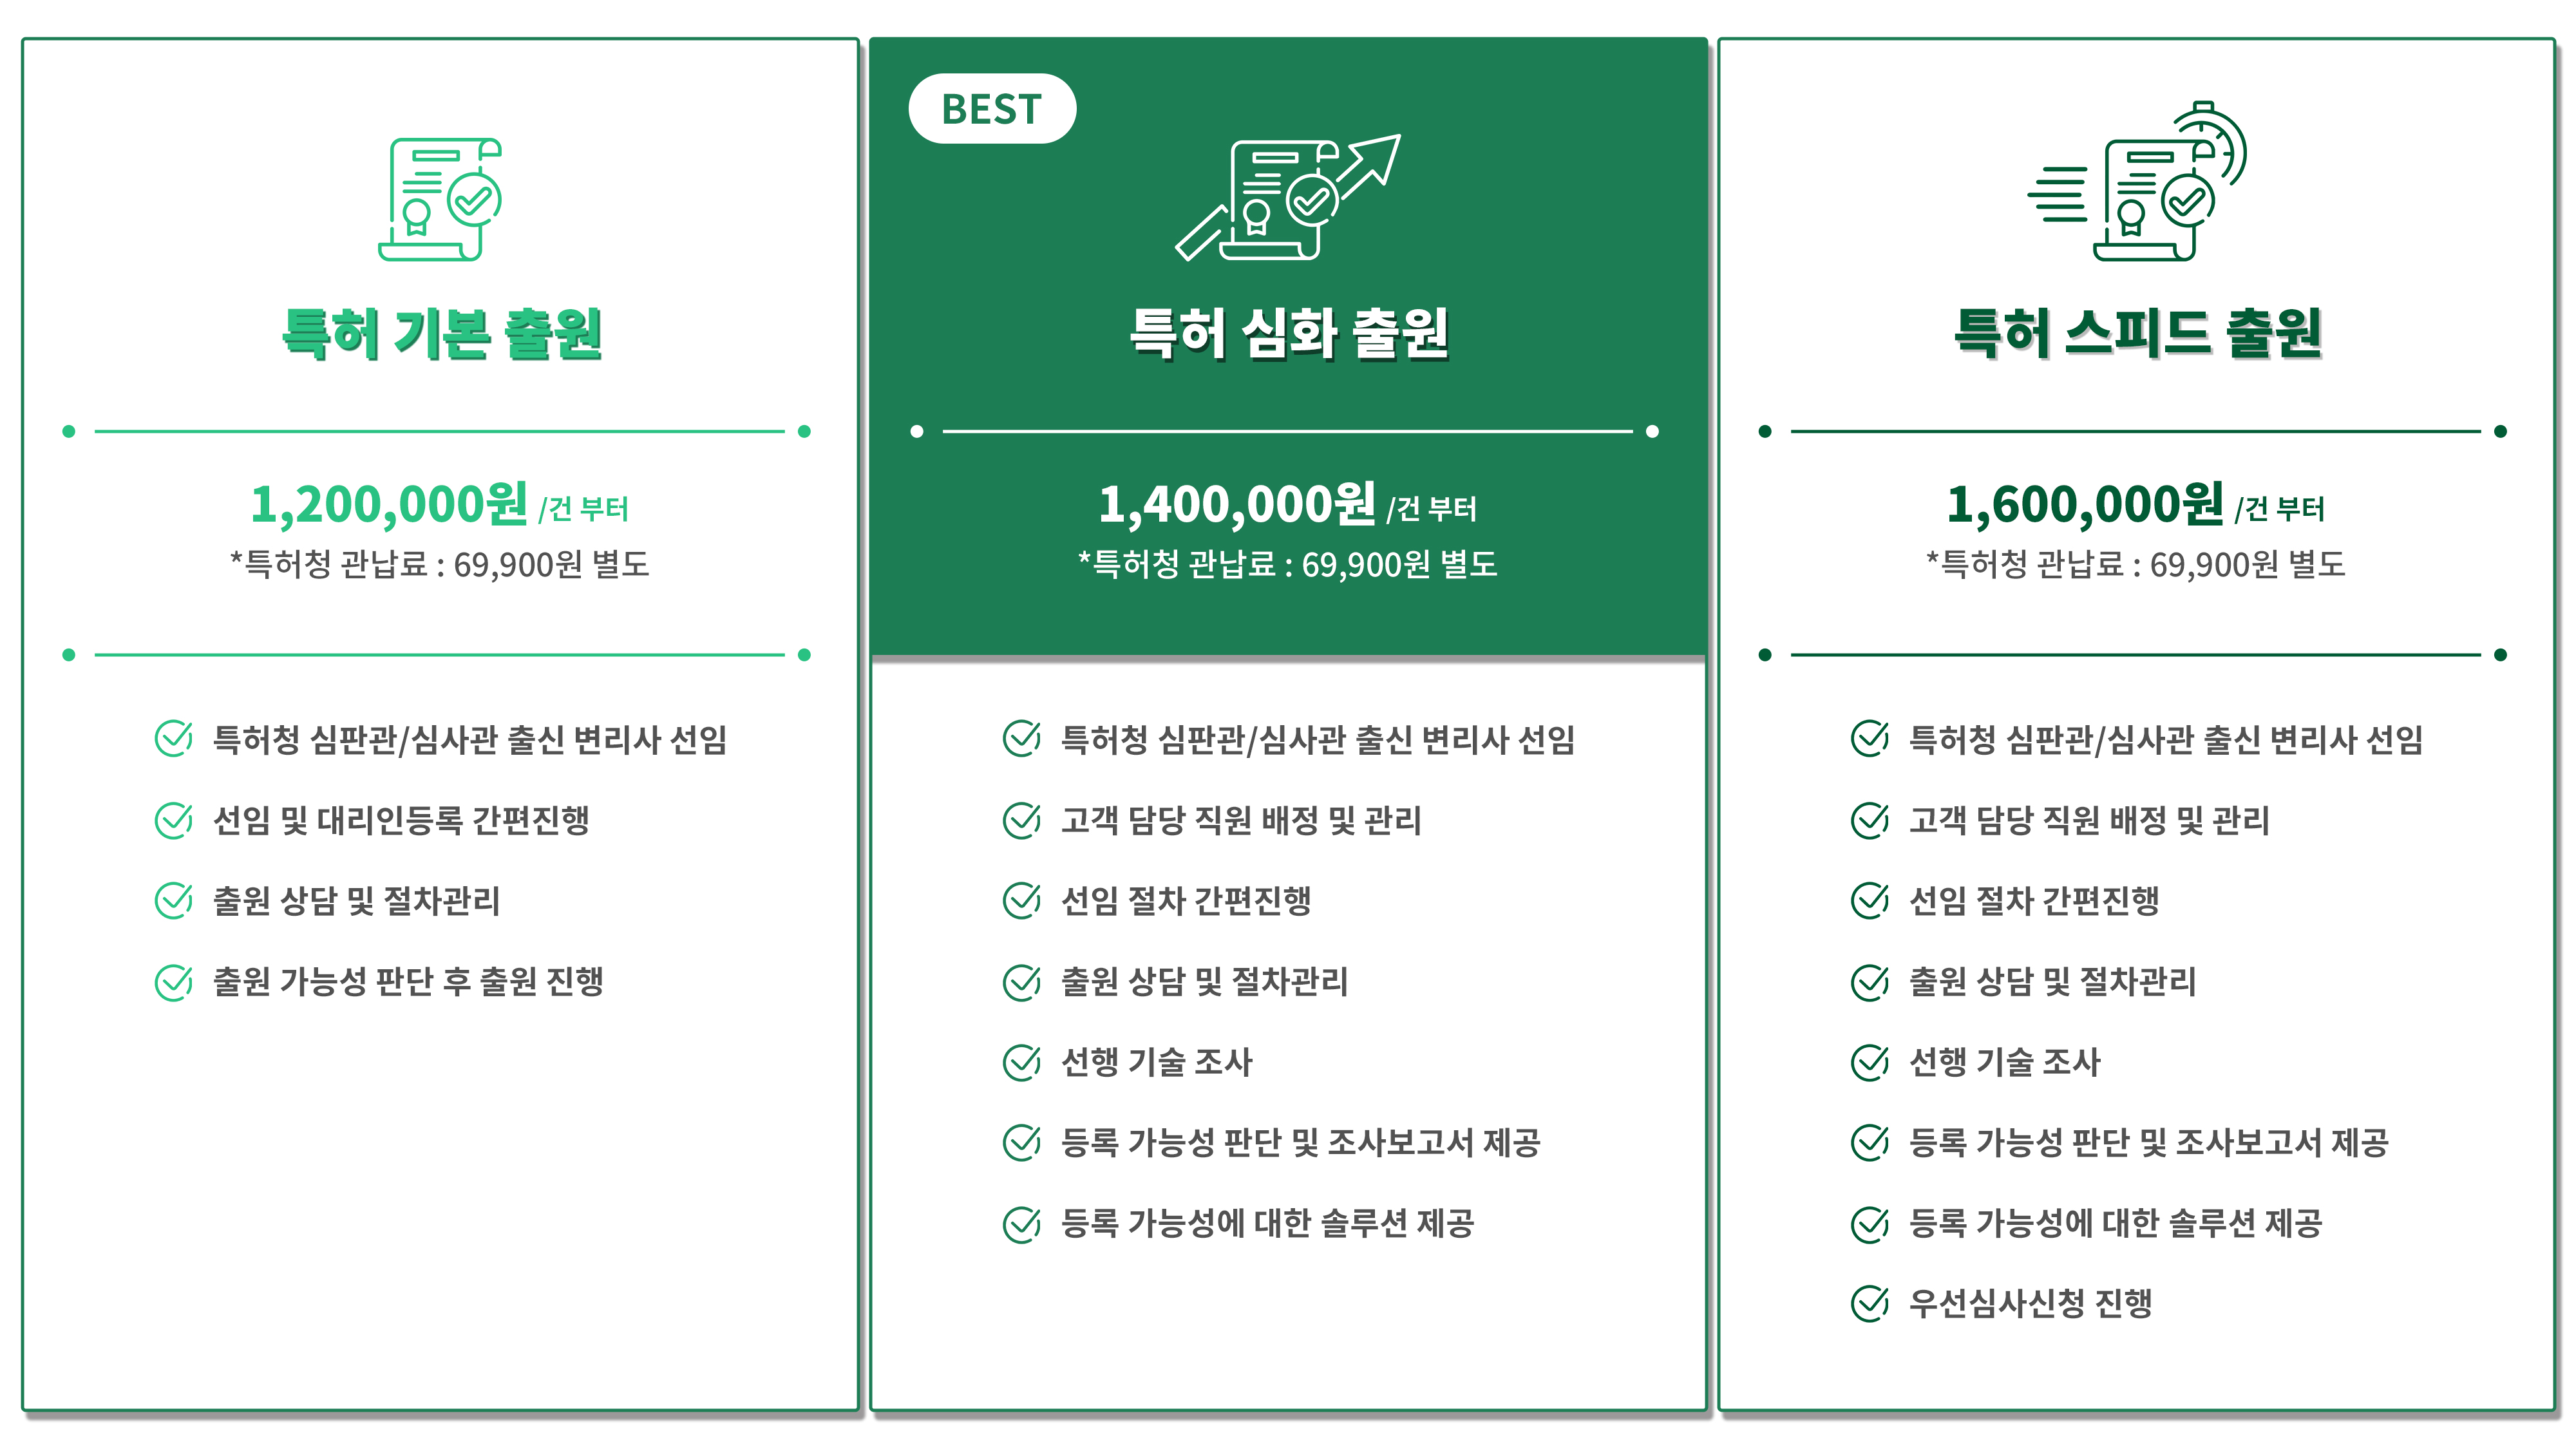 특허 기본 출원
1,200,000원 /건 부터
*특허청 관납료 : 69,900원 별도
특허청 심판관/심사관 출신 변리사 선임
선임 및 대리인등록 간편진행
출원 상담 및 절차관리
출원 가능성 판단 후 출원 진행
BEST
특허 심화 출원
1,400,000원 /건 부터
*특허청 관납료 : 69,900원 별도
특허청 심판관/심사관 출신 변리사 선임
고객 담당 직원 배정 및 관리
선임 절차 간편진행
출원 상담 및 절차관리
선행 기술 조사
등록 가능성 판단 및 조사보고서 제공
등록 가능성에 대한 솔루션 제공
특허 스피드 출원
1,600,000원 /건 부터
*특허청 관납료 : 69,900원 별도
특허청 심판관/심사관 출신 변리사 선임
고객 담당 직원 배정 및 관리
선임 절차 간편진행
출원 상담 및 절차관리
선행 기술 조사
등록 가능성 판단 및 조사보고서 제공
등록 가능성에 대한 솔루션 제공
우선심사신청 진행